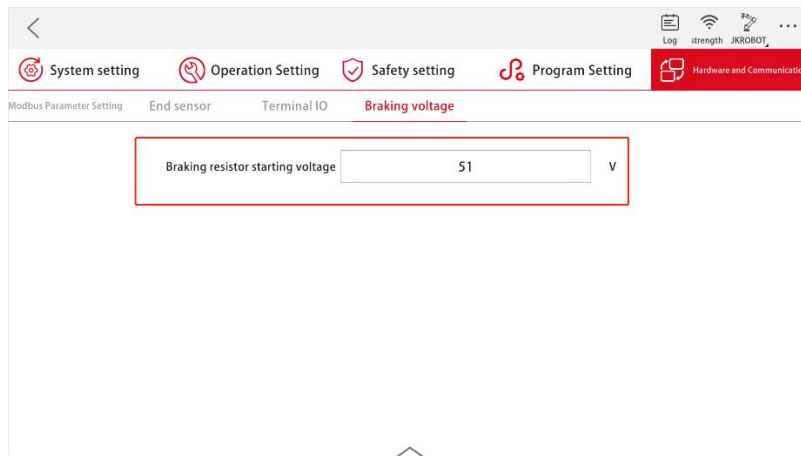 Log strength JKROBOT
System setting Operation Setting Safety setting Program Setting Hardware and Communicatio
Modbus Parameter Setting End sensor Terminal IO Braking voltage
Braking resistor starting voltage 51 V